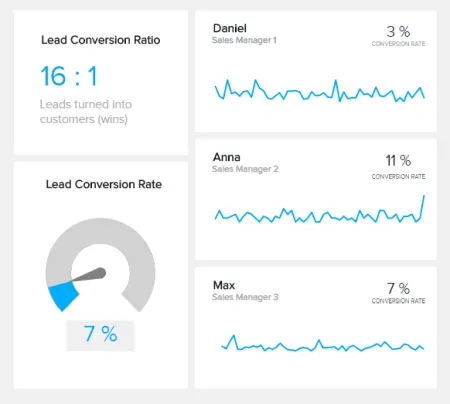 Lead Conversion Ratio
16 : 1
Leads turned into
customers (wins)
Lead Conversion Rate
7 %
Daniel
Sales Manager 1
3 %
CONVERSION RATE
Anna
Sales Manager 2
11 %
CONVERSION RATE
Max
Sales Manager 3
7 %
CONVERSION RATE